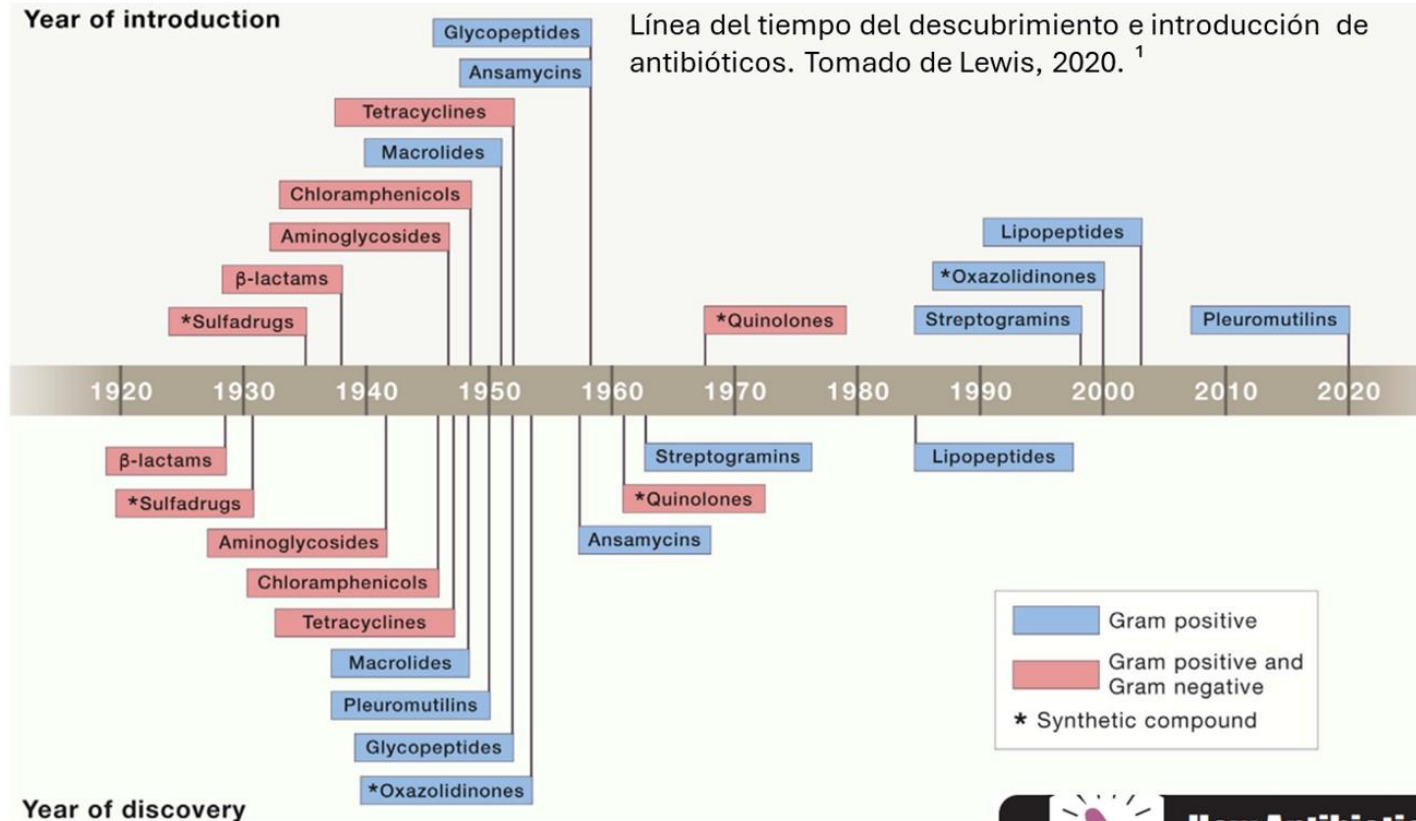 Year of introduction
Línea del tiempo del descubrimiento e introducción de
antibióticos. Tomado de Lewis, 2020. ¹
Glycopeptides
Ansamycins
Tetracyclines
Macrolides
Chloramphenicols
Aminoglycosides
β-lactams
*Sulfadrugs
Lipopeptides
*Oxazolidinones
*Quinolones
Streptogramins
Pleuromutilins
1920 1930 1940 1950 1960 1970 1980 1990 2000 2010 2020
β-lactams
*Sulfadrugs
Aminoglycosides
Chloramphenicols
Tetracyclines
Macrolides
Pleuromutilins
Glycopeptides
*Oxazolidinones
Streptogramins
*Quinolones
Ansamycins
Lipopeptides
Gram positive
Gram positive and
Gram negative
* Synthetic compound
Year of discovery